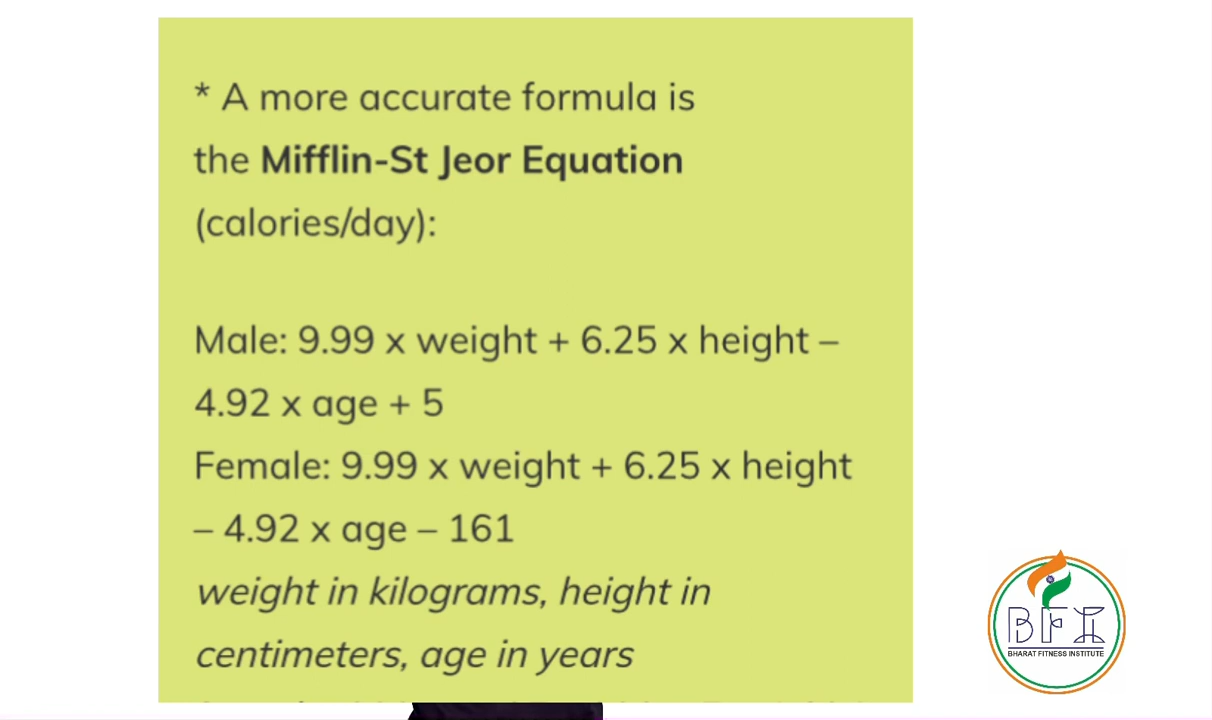 * A more accurate formula is
the Mifflin-St Jeor Equation
(calories/day):
Male: 9.99 x weight + 6.25 x height –
4.92 x age + 5
Female: 9.99 x weight + 6.25 x height
– 4.92 x age – 161
weight in kilograms, height in
centimeters, age in years
BFI
BHARAT FITNESS INSTITUTE